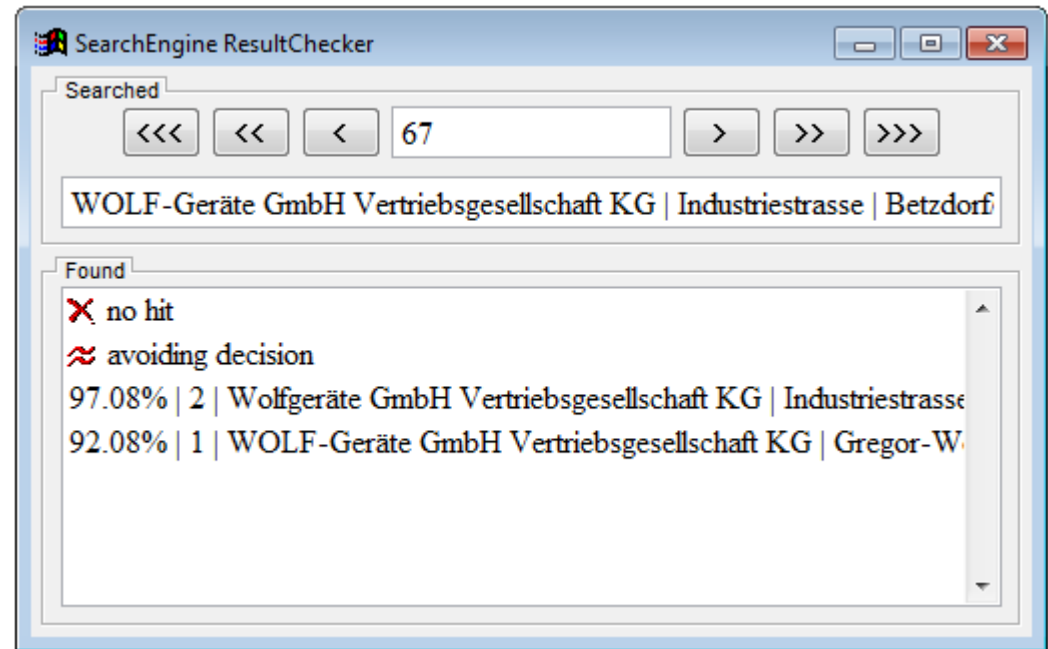 SearchEngine ResultChecker
Searched
<<< << < 67 > >> >>>
WOLF-Geräte GmbH Vertriebsgesellschaft KG | Industriestrasse | Betzdorf
Found
no hit
avoiding decision
97.08% | 2 | Wolfgeräte GmbH Vertriebsgesellschaft KG | Industriestrasse
92.08% | 1 | WOLF-Geräte GmbH Vertriebsgesellschaft KG | Gregor-W